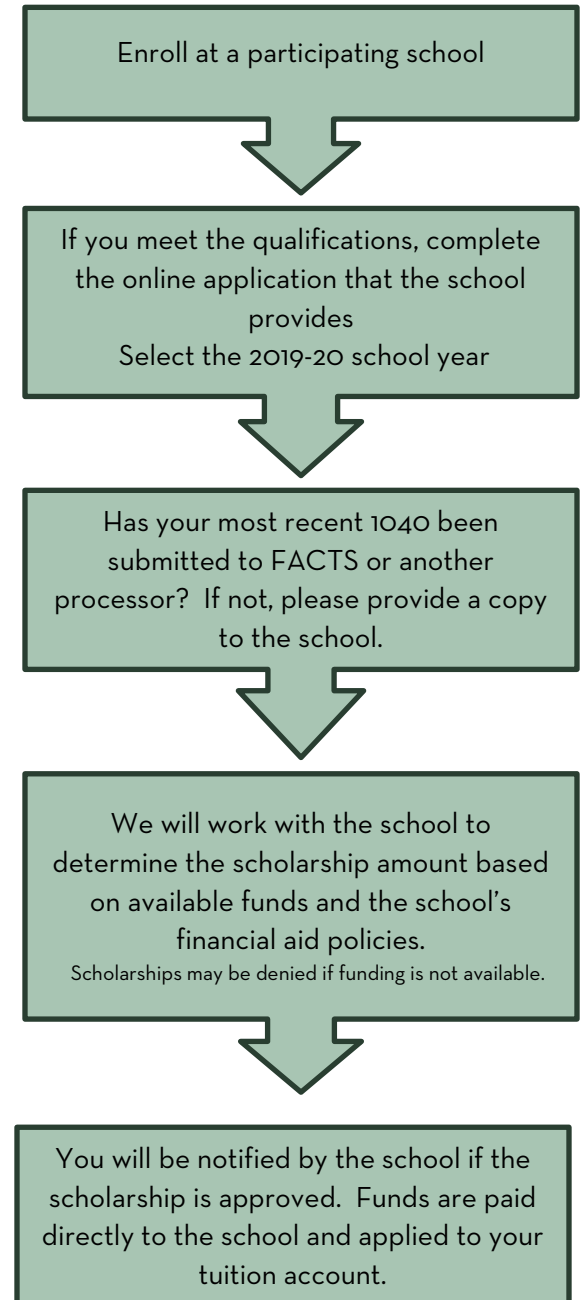 Enroll at a participating school
If you meet the qualifications, complete
the online application that the school
provides
Select the 2019-20 school year
Has your most recent 1040 been
submitted to FACTS or another
processor?  If not, please provide a copy
to the school.
We will work with the school to
determine the scholarship amount based
on available funds and the school’s
financial aid policies.
Scholarships may be denied if funding is not available.
You will be notified by the school if the
scholarship is approved.  Funds are paid
directly to the school and applied to your
tuition account.